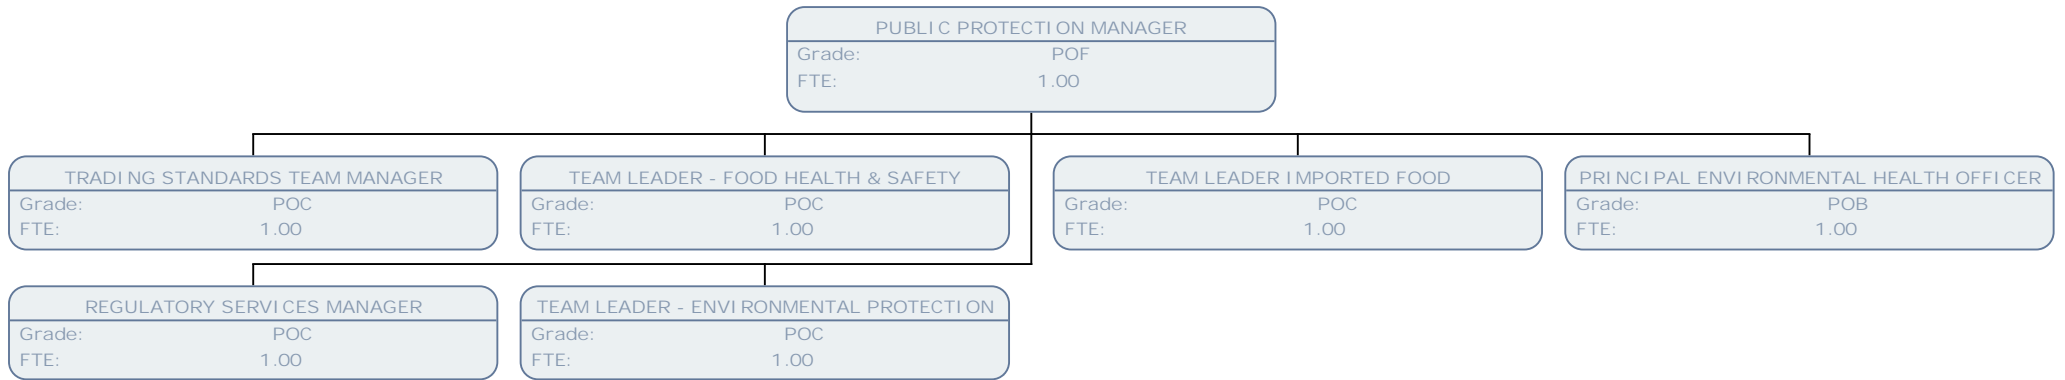 PUBLIC PROTECTION MANAGER
Grade: POF
FTE: 1.00
TRADING STANDARDS TEAM MANAGER
Grade: POC
FTE: 1.00
TEAM LEADER - FOOD HEALTH & SAFETY
Grade: POC
FTE: 1.00
TEAM LEADER IMPORTED FOOD
Grade: POC
FTE: 1.00
PRINCIPAL ENVIRONMENTAL HEALTH OFFICER
Grade: POB
FTE: 1.00
REGULATORY SERVICES MANAGER
Grade: POC
FTE: 1.00
TEAM LEADER - ENVIRONMENTAL PROTECTION
Grade: POC
FTE: 1.00